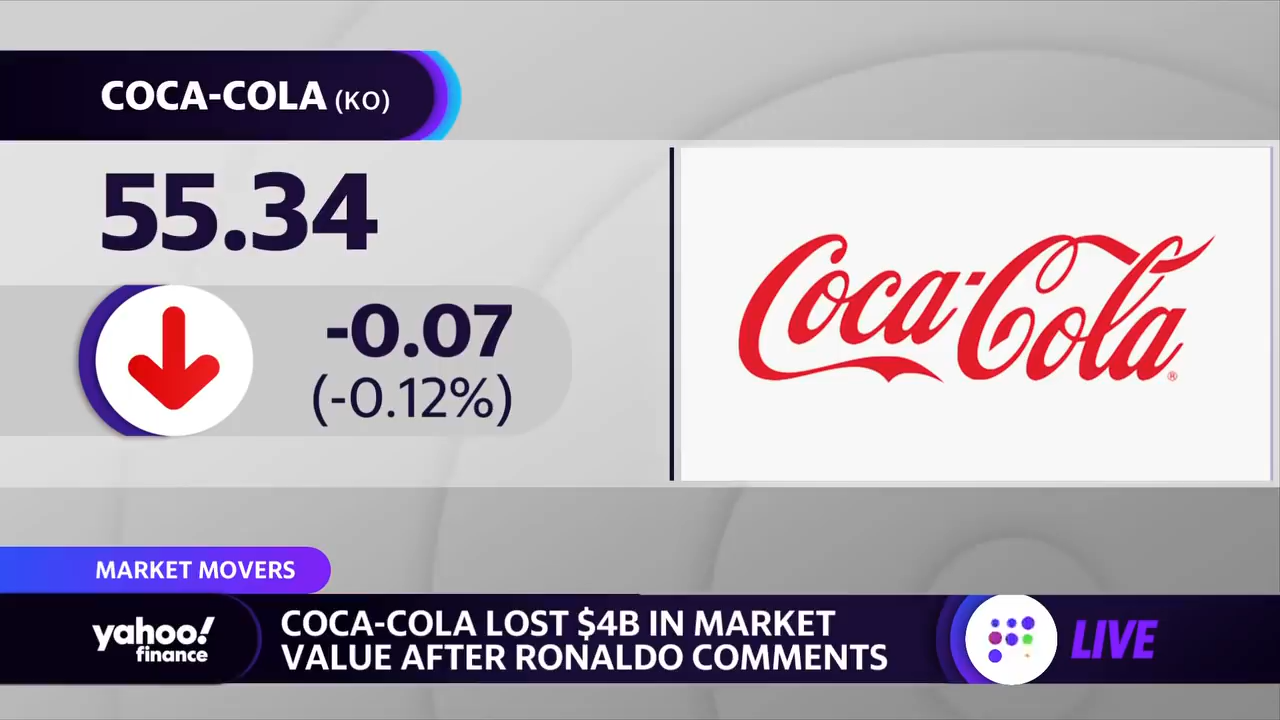 COCA-COLA (KO)
55.34
-0.07
(-0.12%)
Coca-Cola®
MARKET MOVERS
yahoo!
finance
COCA-COLA LOST $4B IN MARKET
VALUE AFTER RONALDO COMMENTS
LIVE